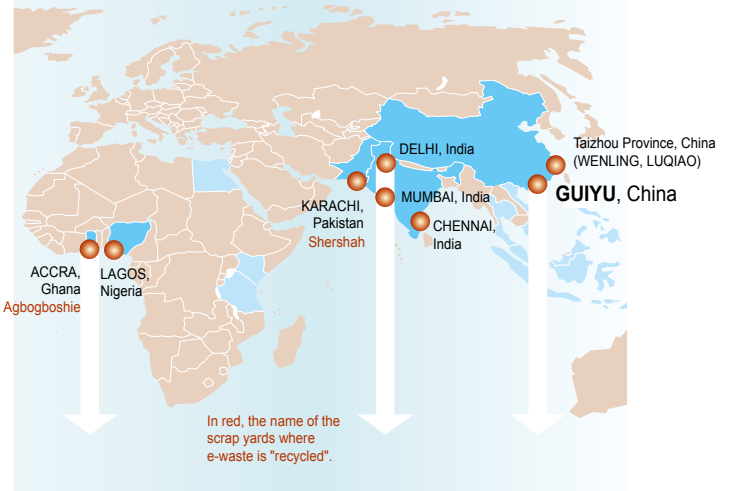 DELHI, India
Taizhou Province, China
(WENLING, LUQIAO)
GUIYU, China
KARACHI,
Pakistan
Shershah
MUMBAI, India
CHENNAI,
India
ACCRA,
Ghana
Agbogboshie
LAGOS,
Nigeria
In red, the name of the
scrap yards where
e-waste is "recycled".